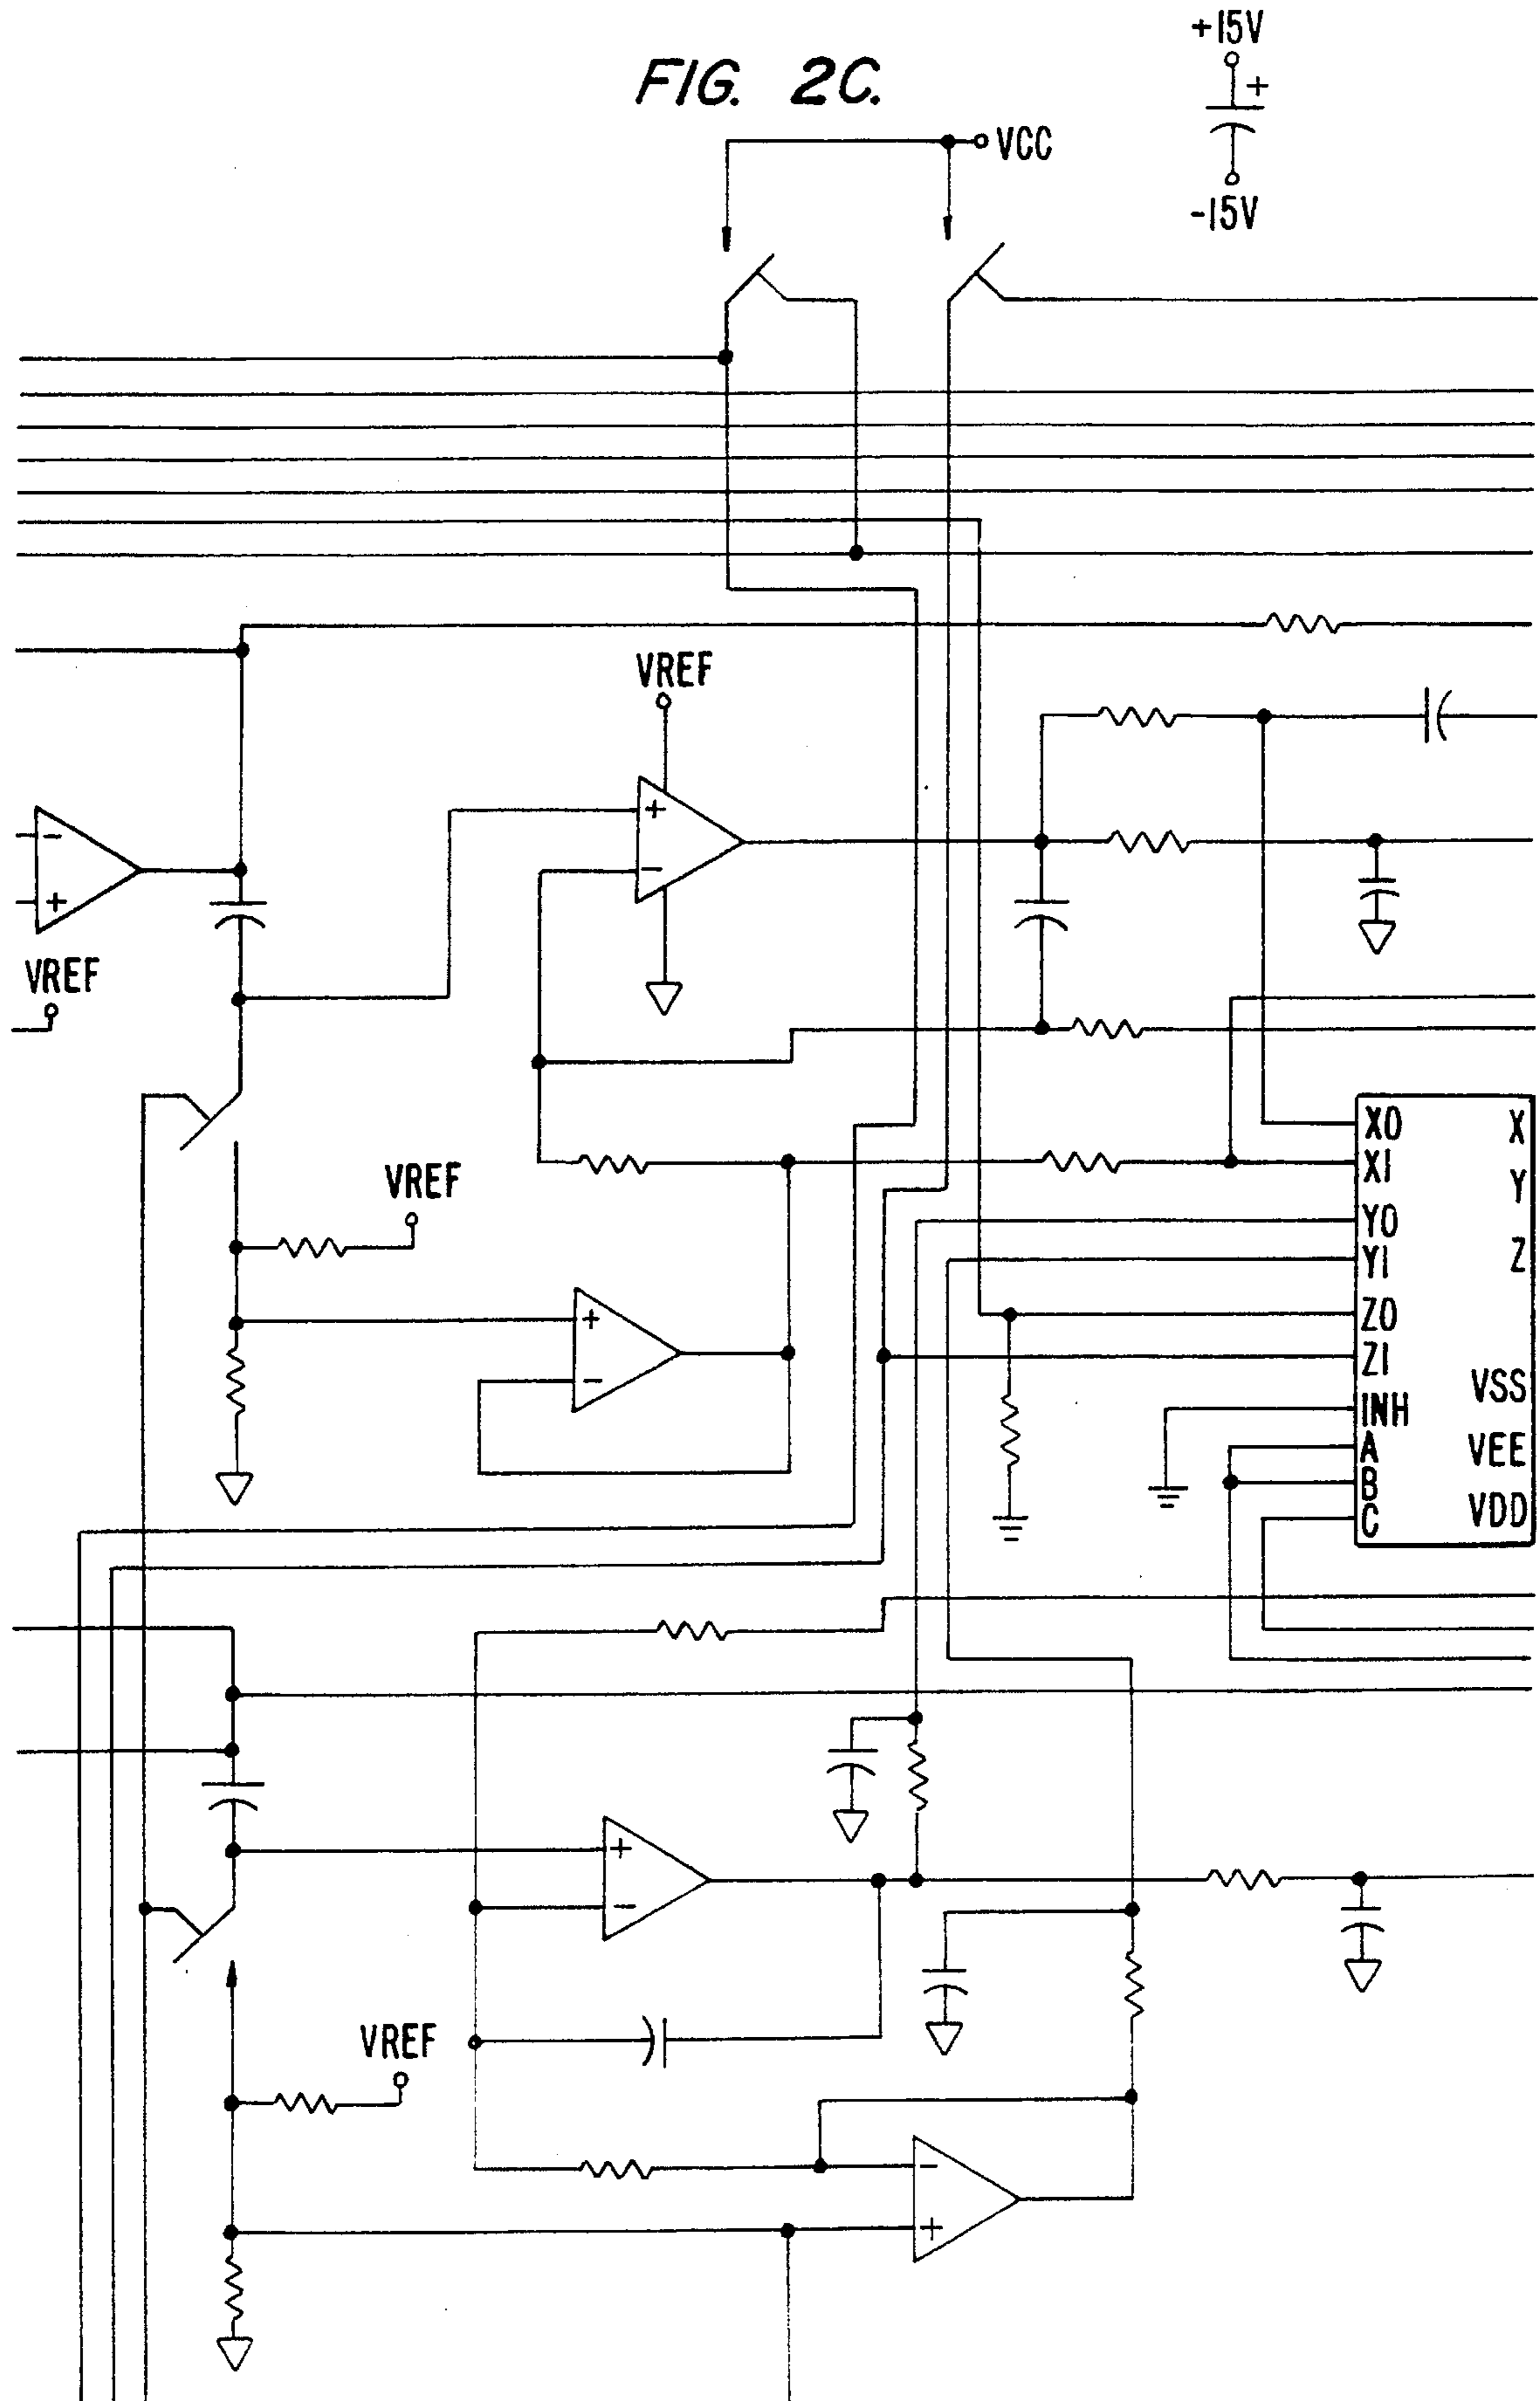 +15V
FIG. 2C.
+
VCC
-15V
VREF
+
-
-
+
VREF
X0 X
X1 Y
VREF
Y0
Y1 Z
Z0
+
Z1
-
VSS
INH
A VEE
B
C VDD
+
-
VREF
-
+